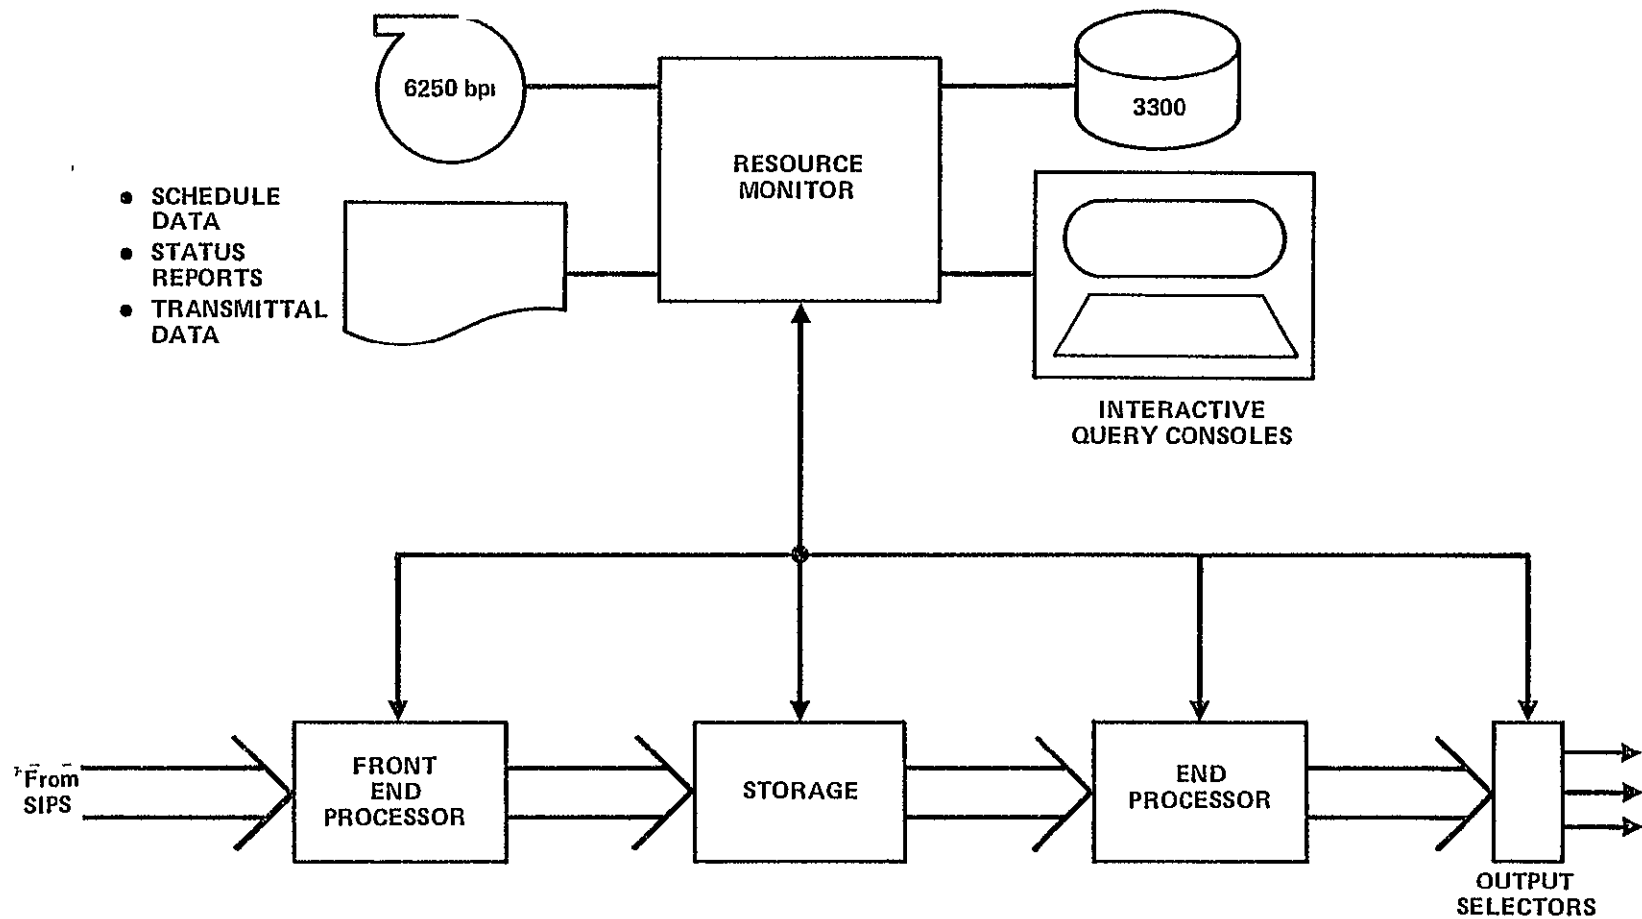 6250 bpi
3300
RESOURCE
MONITOR
• SCHEDULE
DATA
• STATUS
REPORTS
• TRANSMITTAL
DATA
INTERACTIVE
QUERY CONSOLES
From
SIPS
FRONT
END
PROCESSOR
STORAGE
END
PROCESSOR
OUTPUT
SELECTORS